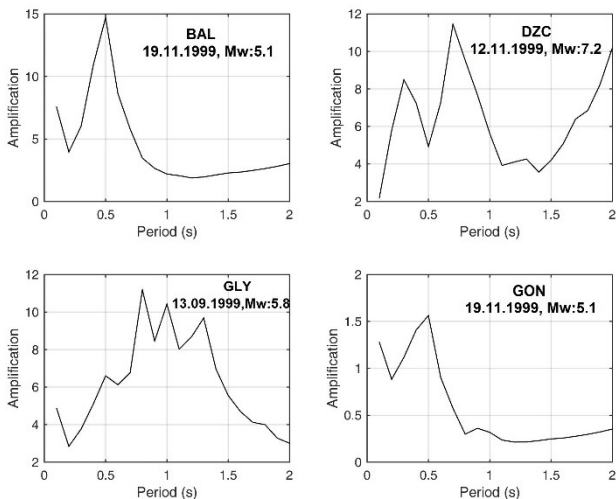 BAL
19.11.1999, Mw:5.1
Amplification
15
10
5
0
0 0.5 1 1.5 2
Period (s)
DZC
12.11.1999, Mw:7.2
Amplification
12
10
8
6
4
2
0 0.5 1 1.5 2
Period (s)
GLY
13.09.1999,Mw:5.8
Amplification
12
10
8
6
4
2
0 0.5 1 1.5 2
Period (s)
GON
19.11.1999, Mw:5.1
Amplification
2
1.5
1
0.5
0
0 0.5 1 1.5 2
Period (s)